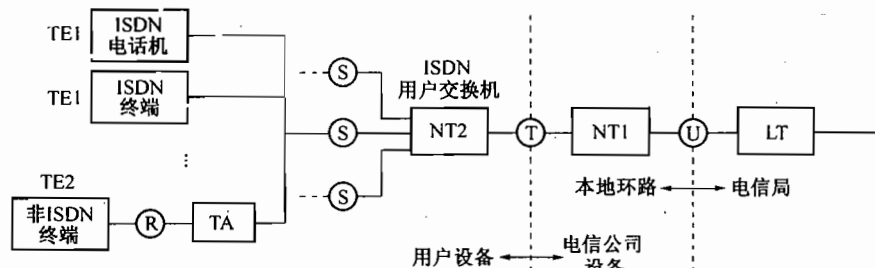 TE1
ISDN
电话机
TE1
ISDN
终端
...
TE2
非ISDN
终端
R
TA
S
S
S
ISDN
用户交换机
NT2
T
NT1
U
LT
本地环路
电信局
用户设备
电信公司
设备